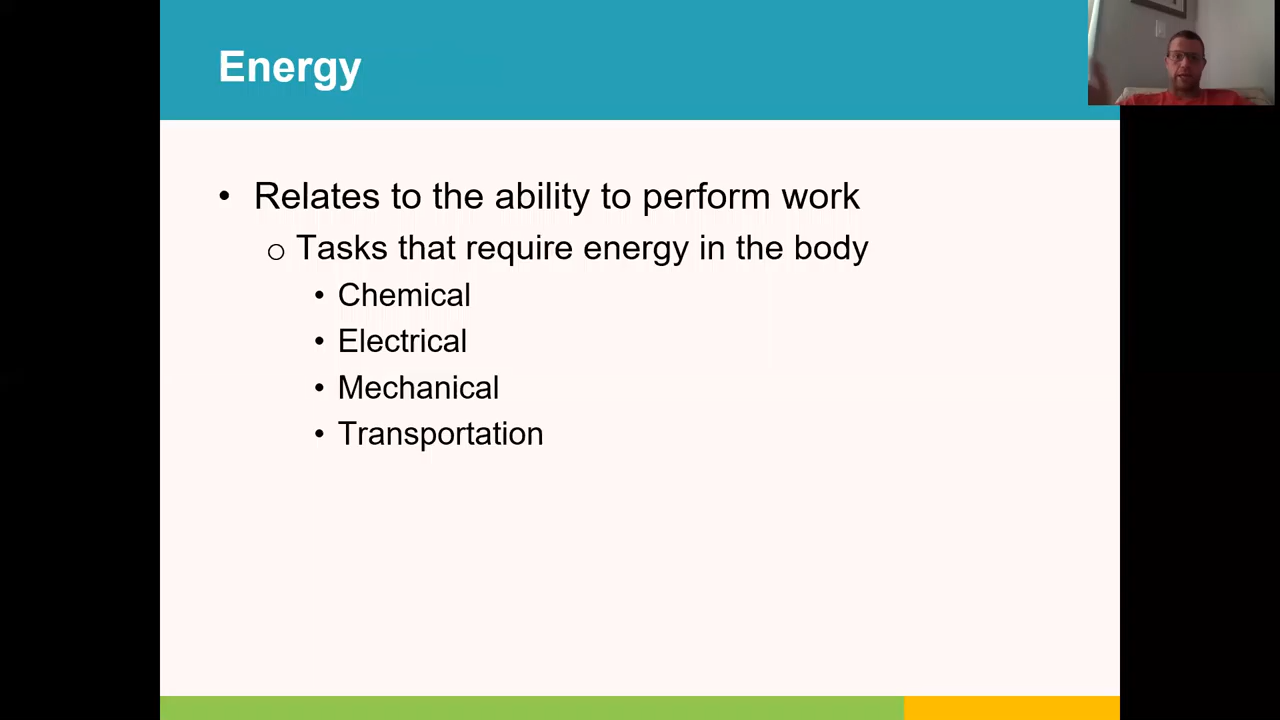 Energy
• Relates to the ability to perform work
o Tasks that require energy in the body
• Chemical
• Electrical
• Mechanical
• Transportation